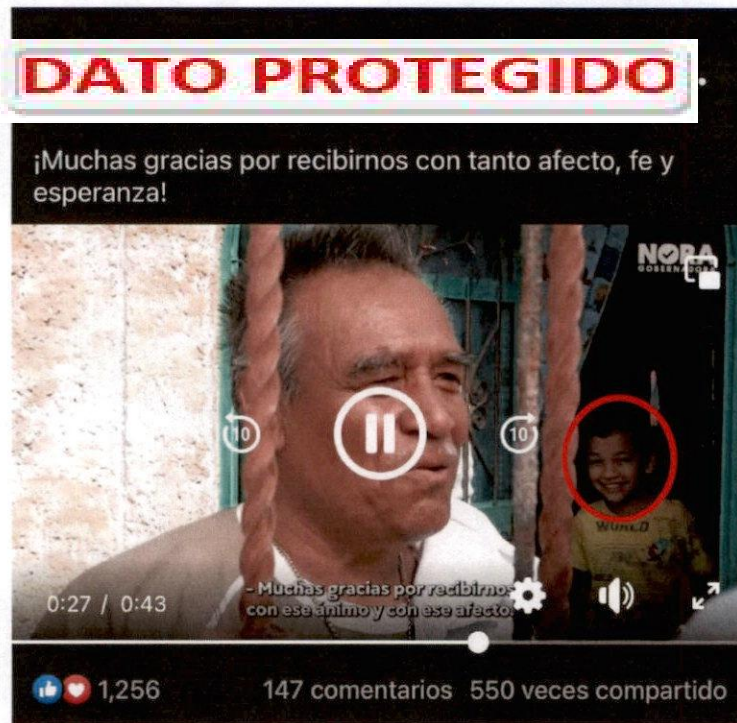 DATO PROTEGIDO
¡Muchas gracias por recibirnos con tanto afecto, fe y
esperanza!
NORA
GOBERNADORA
10
10
WORLD
- Muchas gracias por recibirnos
con ese ánimo y con ese afecto.
0:27 / 0:43
1,256
147 comentarios
550 veces compartido